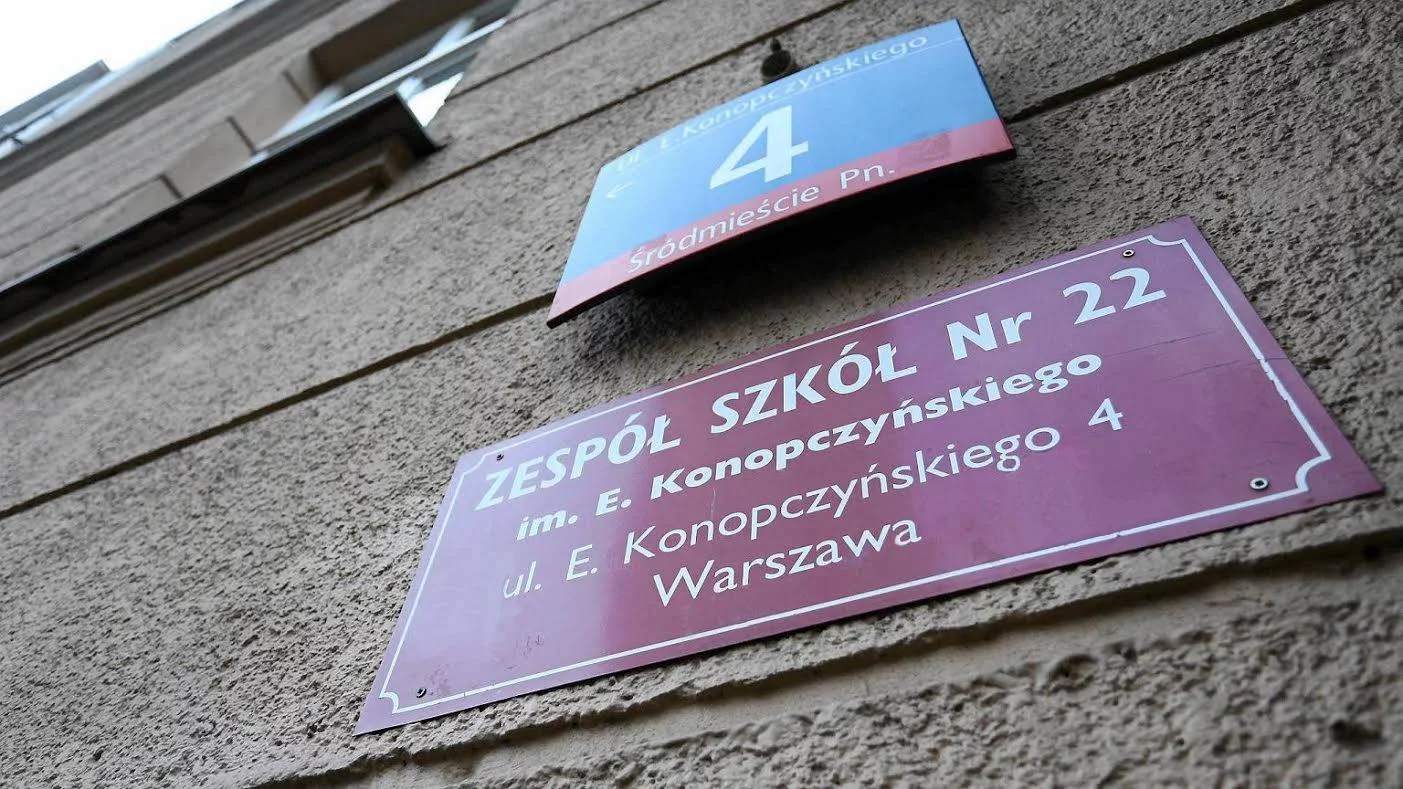 ul. E. Konopczyńskiego
4
←
Śródmieście Pn.
ZESPÓŁ SZKÓŁ Nr 22
im. E. Konopczyńskiego
ul. E. Konopczyńskiego 4
Warszawa